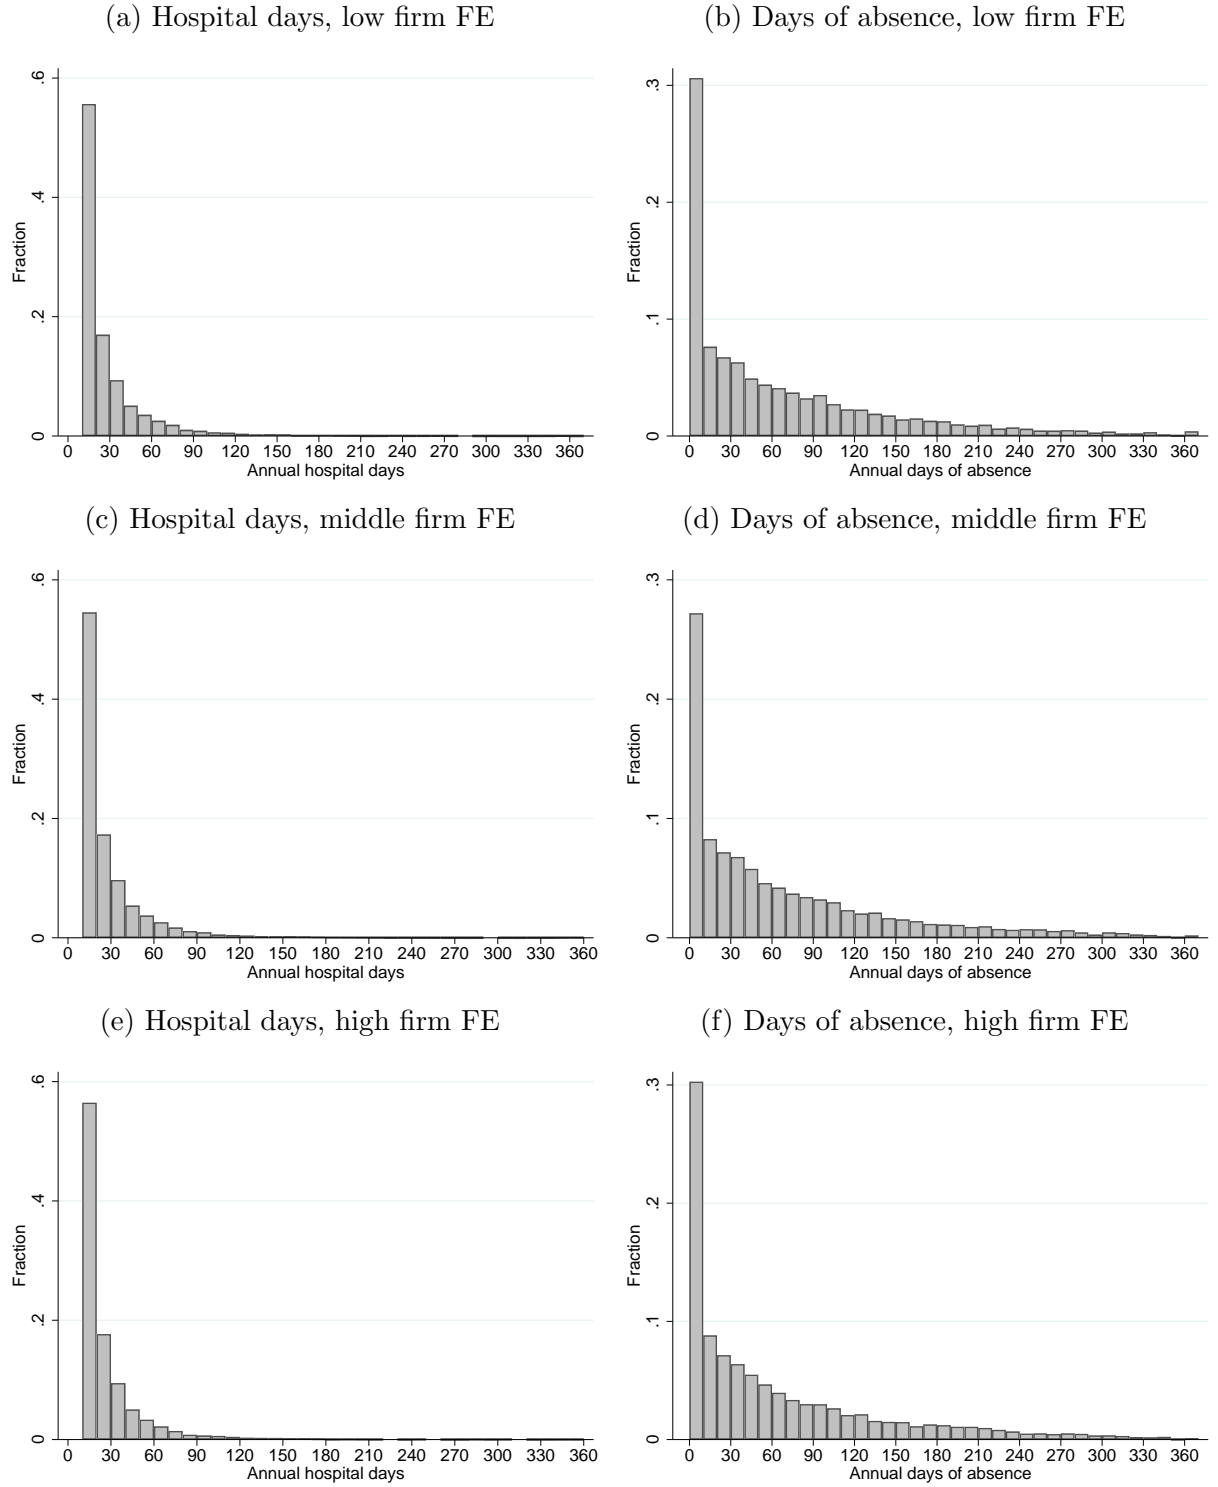 (a) Hospital days, low firm FE
0 .2 .4 .6
Fraction
0 30 60 90 120 150 180 210 240 270 300 330 360
Annual hospital days
(b) Days of absence, low firm FE
0 .1 .2 .3
Fraction
0 30 60 90 120 150 180 210 240 270 300 330 360
Annual days of absence
(c) Hospital days, middle firm FE
0 .2 .4 .6
Fraction
0 30 60 90 120 150 180 210 240 270 300 330 360
Annual hospital days
(d) Days of absence, middle firm FE
0 .1 .2 .3
Fraction
0 30 60 90 120 150 180 210 240 270 300 330 360
Annual days of absence
(e) Hospital days, high firm FE
0 .2 .4 .6
Fraction
0 30 60 90 120 150 180 210 240 270 300 330 360
Annual hospital days
(f) Days of absence, high firm FE
0 .1 .2 .3
Fraction
0 30 60 90 120 150 180 210 240 270 300 330 360
Annual days of absence